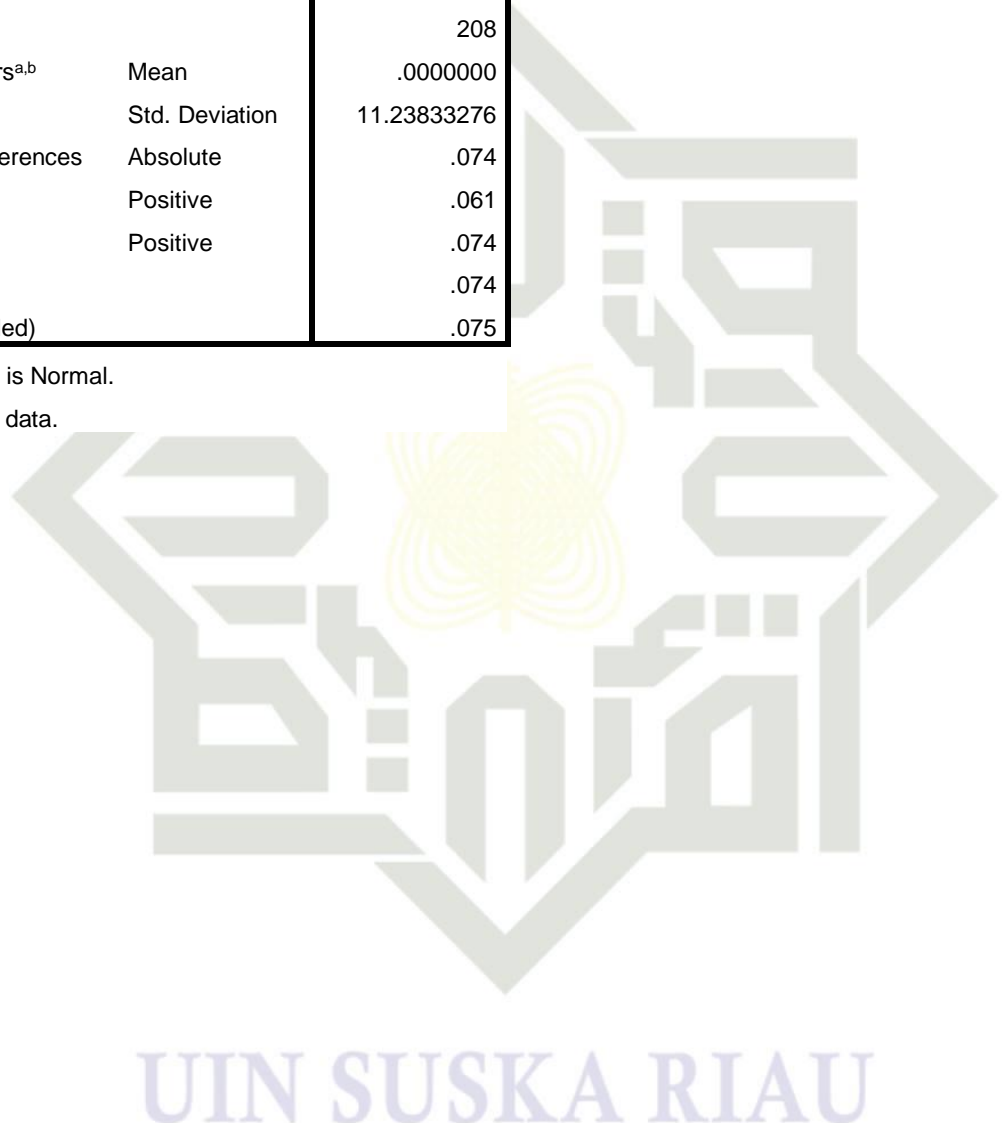 208
rsᵃ,ᵇ Mean .0000000
Std. Deviation 11.23833276
erences Absolute .074
Positive .061
Positive .074
.074
ed) .075
is Normal.
data.
UIN SUSKA RIAU